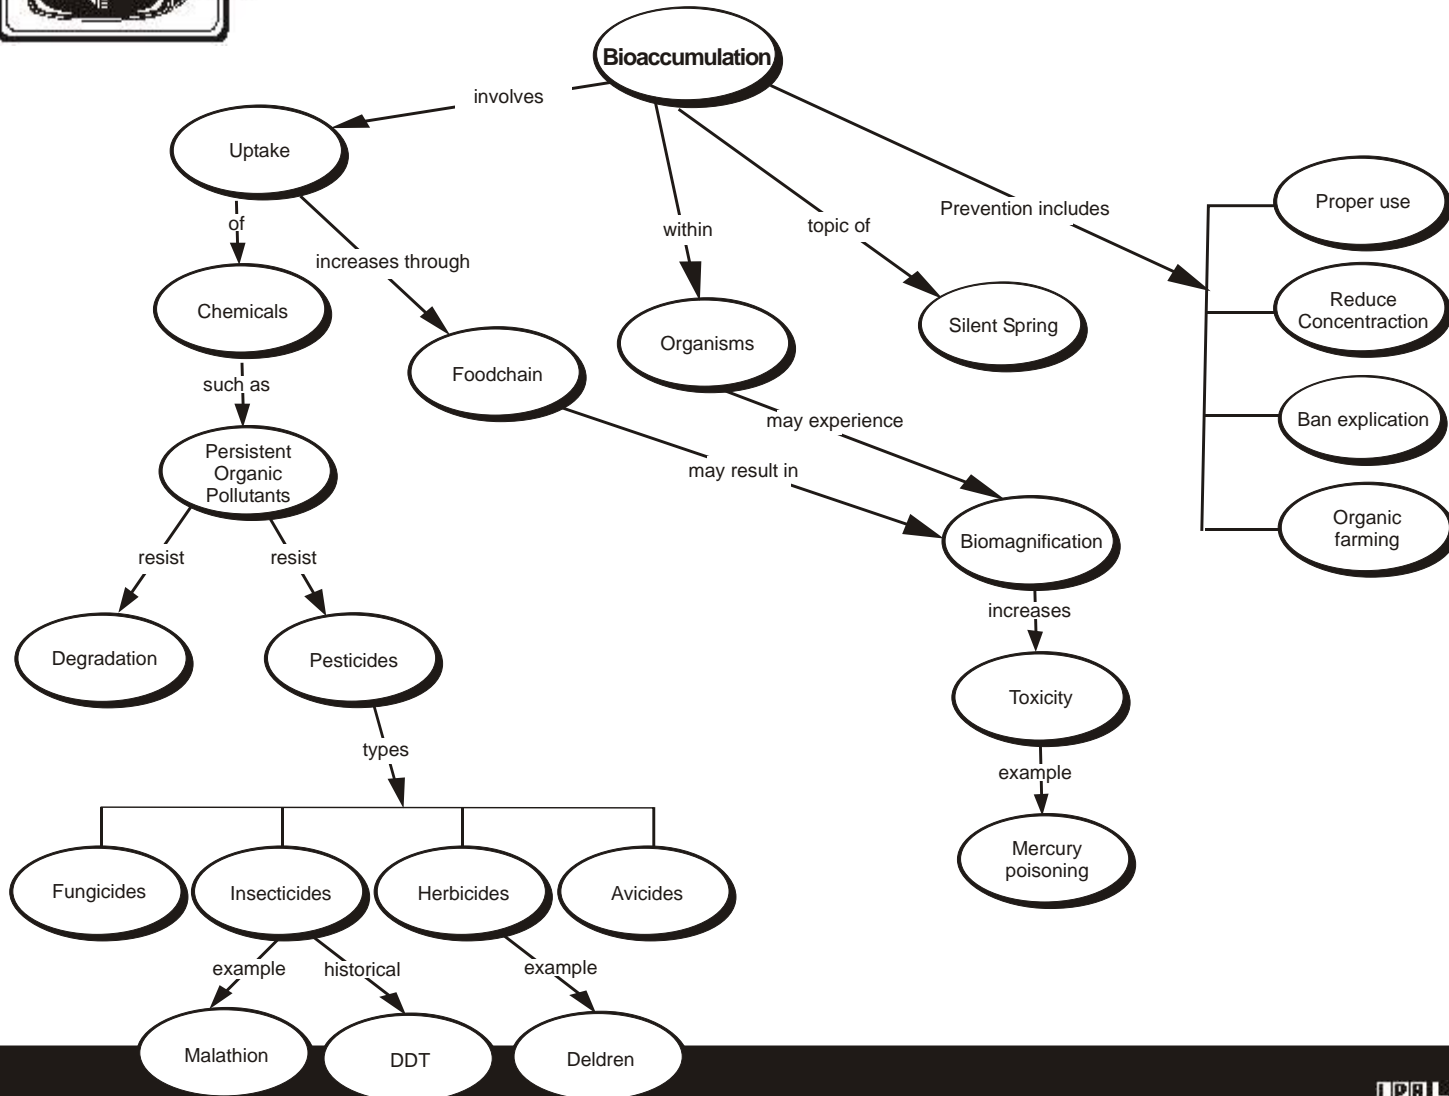 Bioaccumulation
involves
Uptake
of
increases through
Chemicals
such as
Foodchain
within
Organisms
topic of
Silent Spring
Prevention includes
Proper use
Reduce
Concentraction
Ban explication
Organic
farming
may experience
may result in
Persistent
Organic
Pollutants
resist
resist
Degradation
Pesticides
Biomagnification
increases
Toxicity
example
Mercury
poisoning
types
Fungicides
Insecticides
Herbicides
Avicides
example
historical
example
Malathion
DDT
Deldren